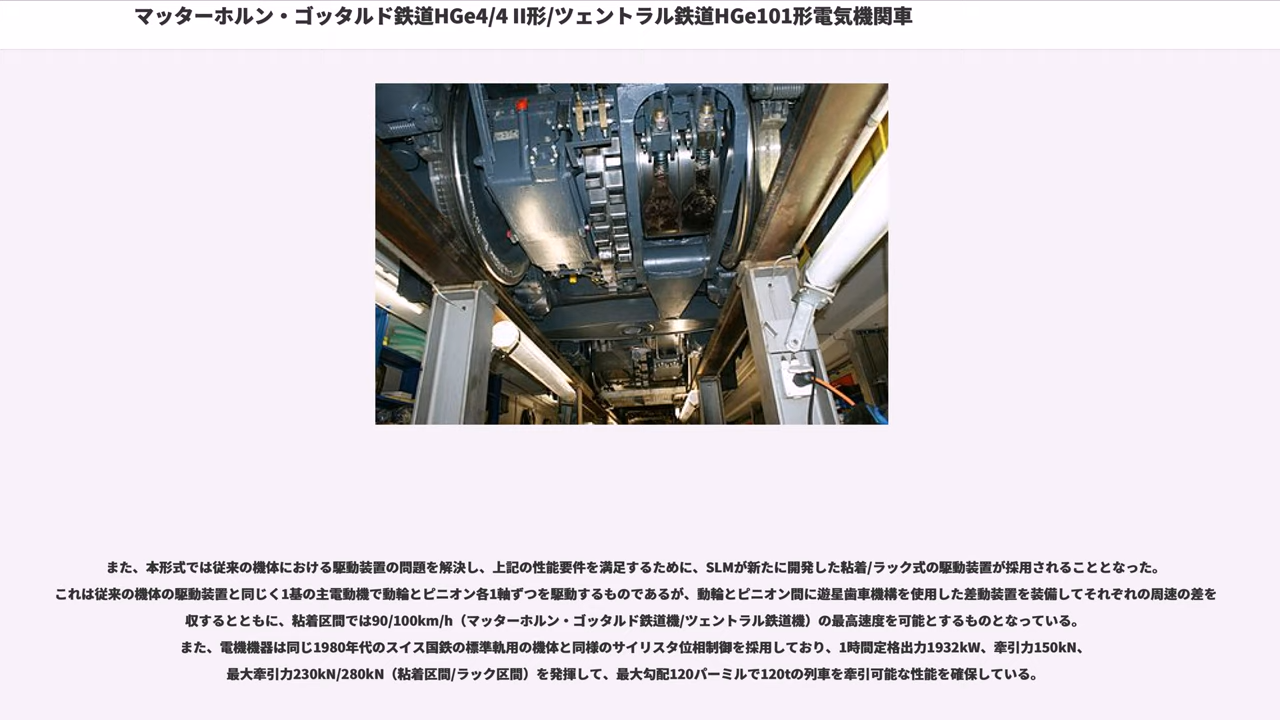 マッターホルン・ゴッタルド鉄道HGe4/4 II形/ツェントラル鉄道HGe101形電気機関車
また、本形式では従来の機体における駆動装置の問題を解決し、上記の性能要件を満足するために、SLMが新たに開発した粘着/ラック式の駆動装置が採用されることとなった。
これは従来の機体の駆動装置と同じく1基の主電動機で動輪とピニオン各1軸ずつを駆動するものであるが、動輪とピニオン間に遊星歯車機構を使用した差動装置を装備してそれぞれの周速の差を
収するとともに、粘着区間では90/100km/h（マッターホルン・ゴッタルド鉄道機/ツェントラル鉄道機）の最高速度を可能とするものとなっている。
また、電機機器は同じ1980年代のスイス国鉄の標準軌用の機体と同様のサイリスタ位相制御を採用しており、1時間定格出力1932kW、牽引力150kN、
最大牽引力230kN/280kN（粘着区間/ラック区間）を発揮して、最大勾配120パーミルで120tの列車を牽引可能な性能を確保している。